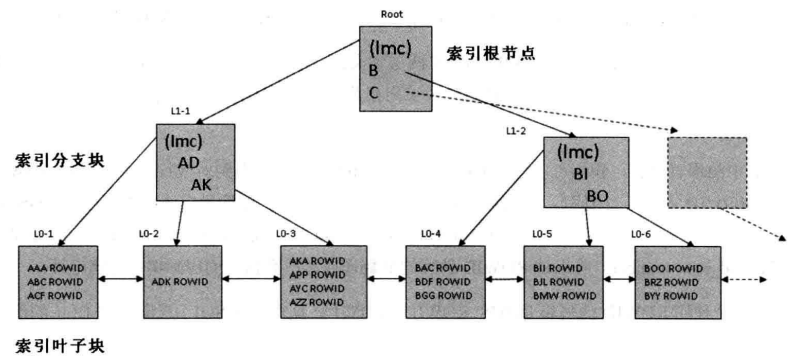 Root
(lmc)
B
C
索引根节点
L1-1
(lmc)
AD
AK
L1-2
(lmc)
BI
BO
索引分支块
L0-1
AAA ROWID
ABC ROWID
ACF ROWID
L0-2
ADK ROWID
L0-3
AKA ROWID
APP ROWID
AYC ROWID
AZZ ROWID
L0-4
BAC ROWID
BDF ROWID
BGG ROWID
L0-5
BII ROWID
BJL ROWID
BMW ROWID
L0-6
BOO ROWID
BRZ ROWID
BYY ROWID
索引叶子块